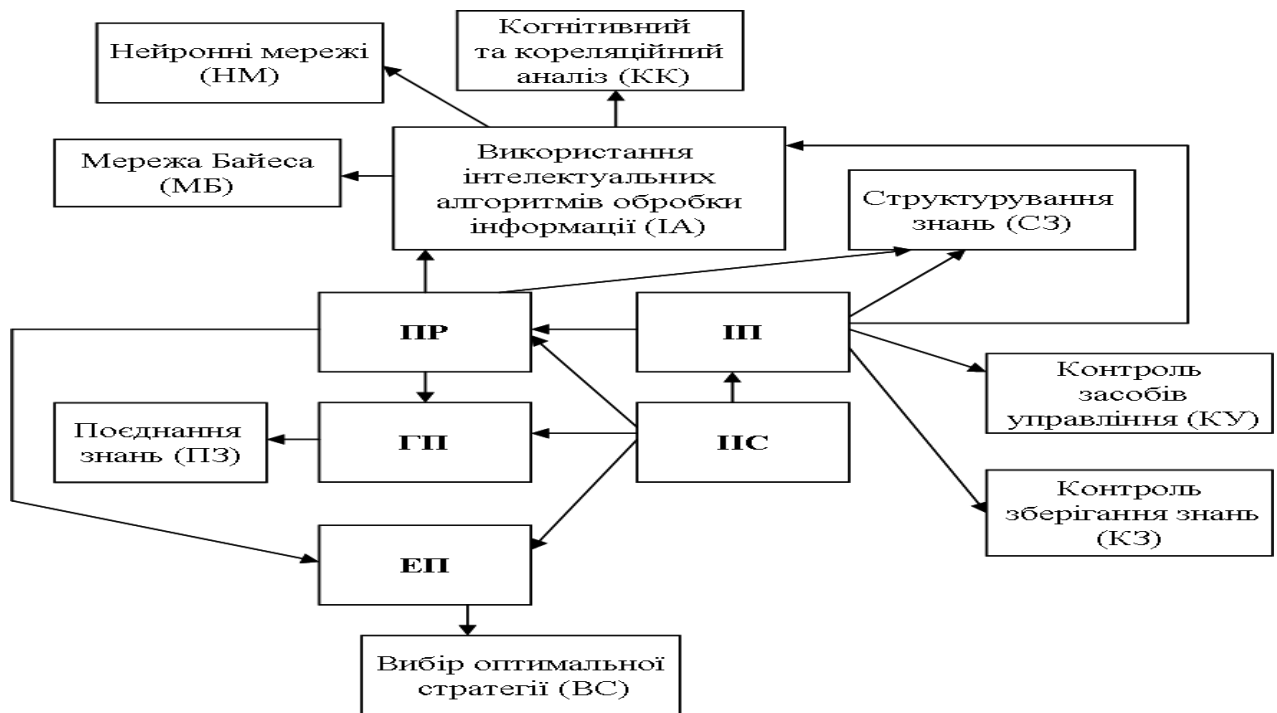 Когнітивний
та кореляційний
аналіз (КК)
Нейронні мережі
(НМ)
Використання
інтелектуальних
алгоритмів обробки
інформації (ІА)
Мережа Байеса
(МБ)
Структурування
знань (СЗ)
ПР
ІП
Контроль
засобів
управління (КУ)
Поєднання
знань (ПЗ)
ГП
ПС
Контроль
зберігання знань
(КЗ)
ЕП
Вибір оптимальної
стратегії (ВС)